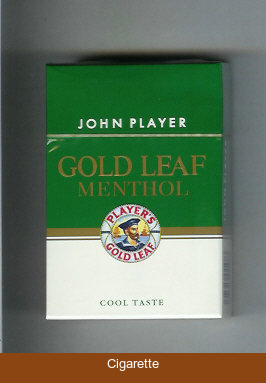 JOHN PLAYER
GOLD LEAF
MENTHOL
PLAYER'S
GOLD LEAF
COOL TASTE
Cigarette